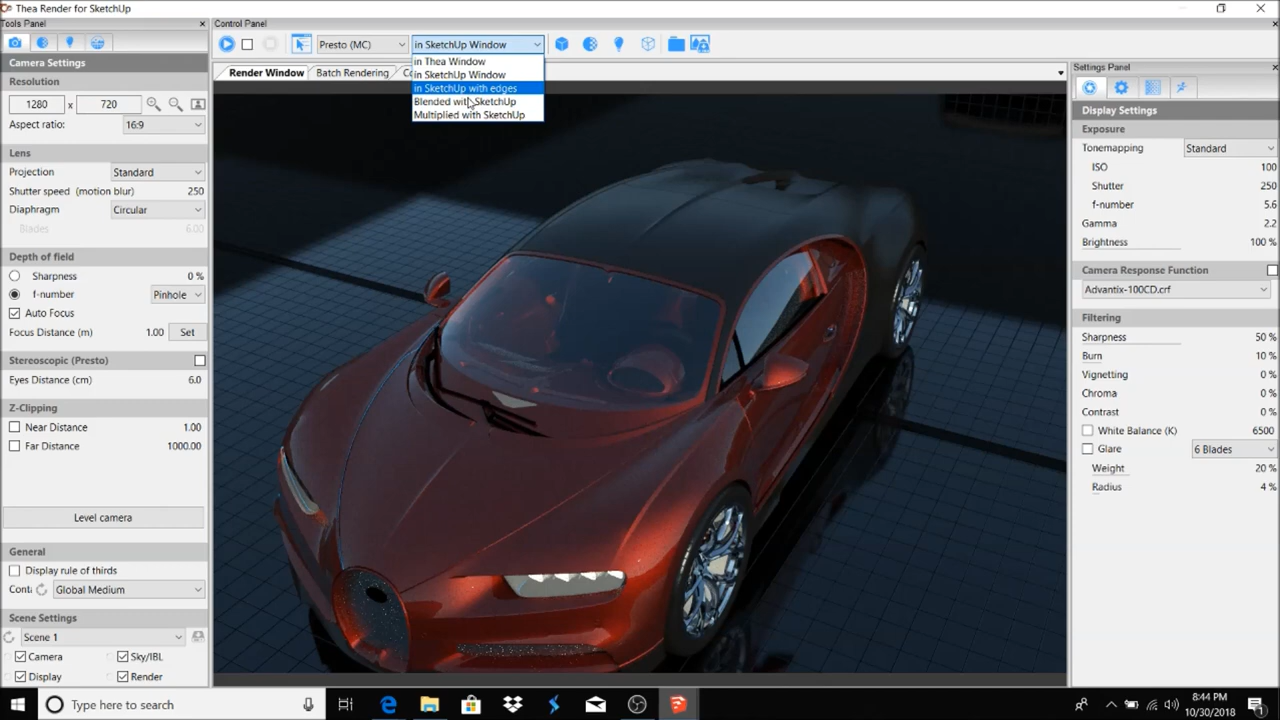 Thea Render for SketchUp
Tools Panel
Camera Settings
Resolution
1280 x 720
Aspect ratio: 16:9
Lens
Projection Standard
Shutter speed (motion blur) 250
Diaphragm Circular
Blades 6.00
Depth of field
Sharpness 0 %
f-number Pinhole
Auto Focus
Focus Distance (m) 1.00 Set
Stereoscopic (Presto)
Eyes Distance (cm) 6.0
Z-Clipping
Near Distance 1.00
Far Distance 1000.00
Level camera
General
Display rule of thirds
Conti Global Medium
Scene Settings
Scene 1
Camera Sky/IBL
Display Render
Control Panel
Presto (MC) in SketchUp Window
Render Window Batch Rendering
in Thea Window
in SketchUp Window
in SketchUp with edges
Blended with SketchUp
Multiplied with SketchUp
Settings Panel
Display Settings
Exposure
Tonemapping Standard
ISO 100
Shutter 250
f-number 5.6
Gamma 2.2
Brightness 100 %
Camera Response Function
Advantix-100CD.crf
Filtering
Sharpness 50 %
Burn 10 %
Vignetting 0 %
Chroma 0 %
Contrast 0 %
White Balance (K) 6500
Glare 6 Blades
Weight 20 %
Radius 4 %
Type here to search
8:44 PM
10/30/2018